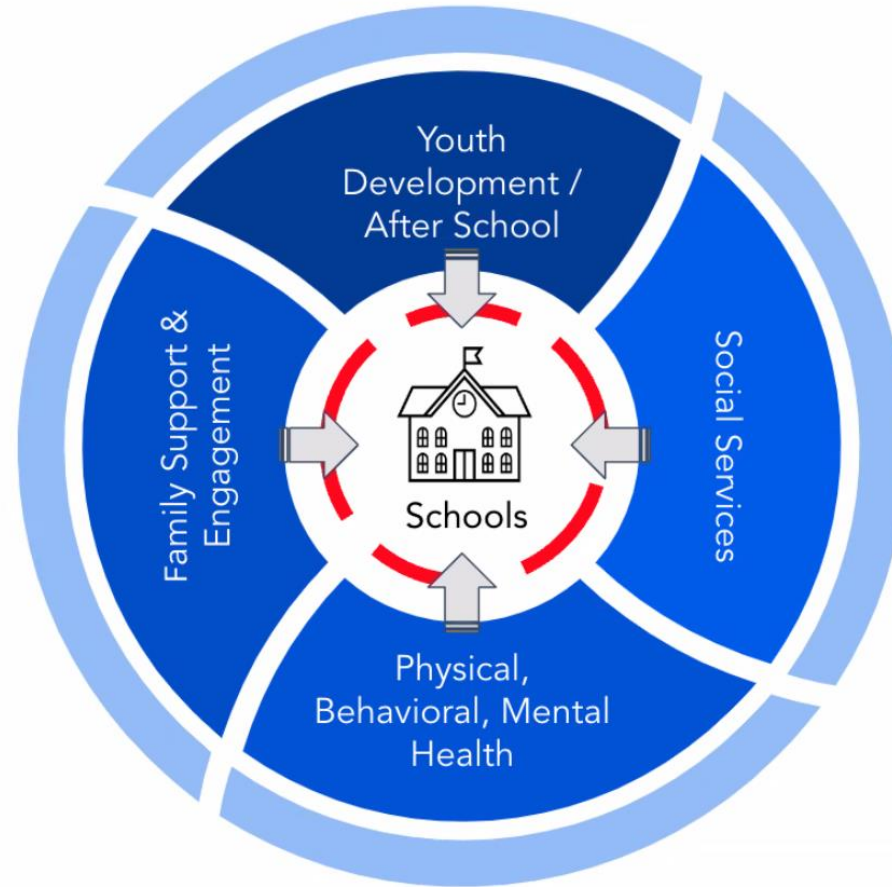 Youth
Development /
After School
Social Services
Physical,
Behavioral, Mental
Health
Family Support &
Engagement
Schools